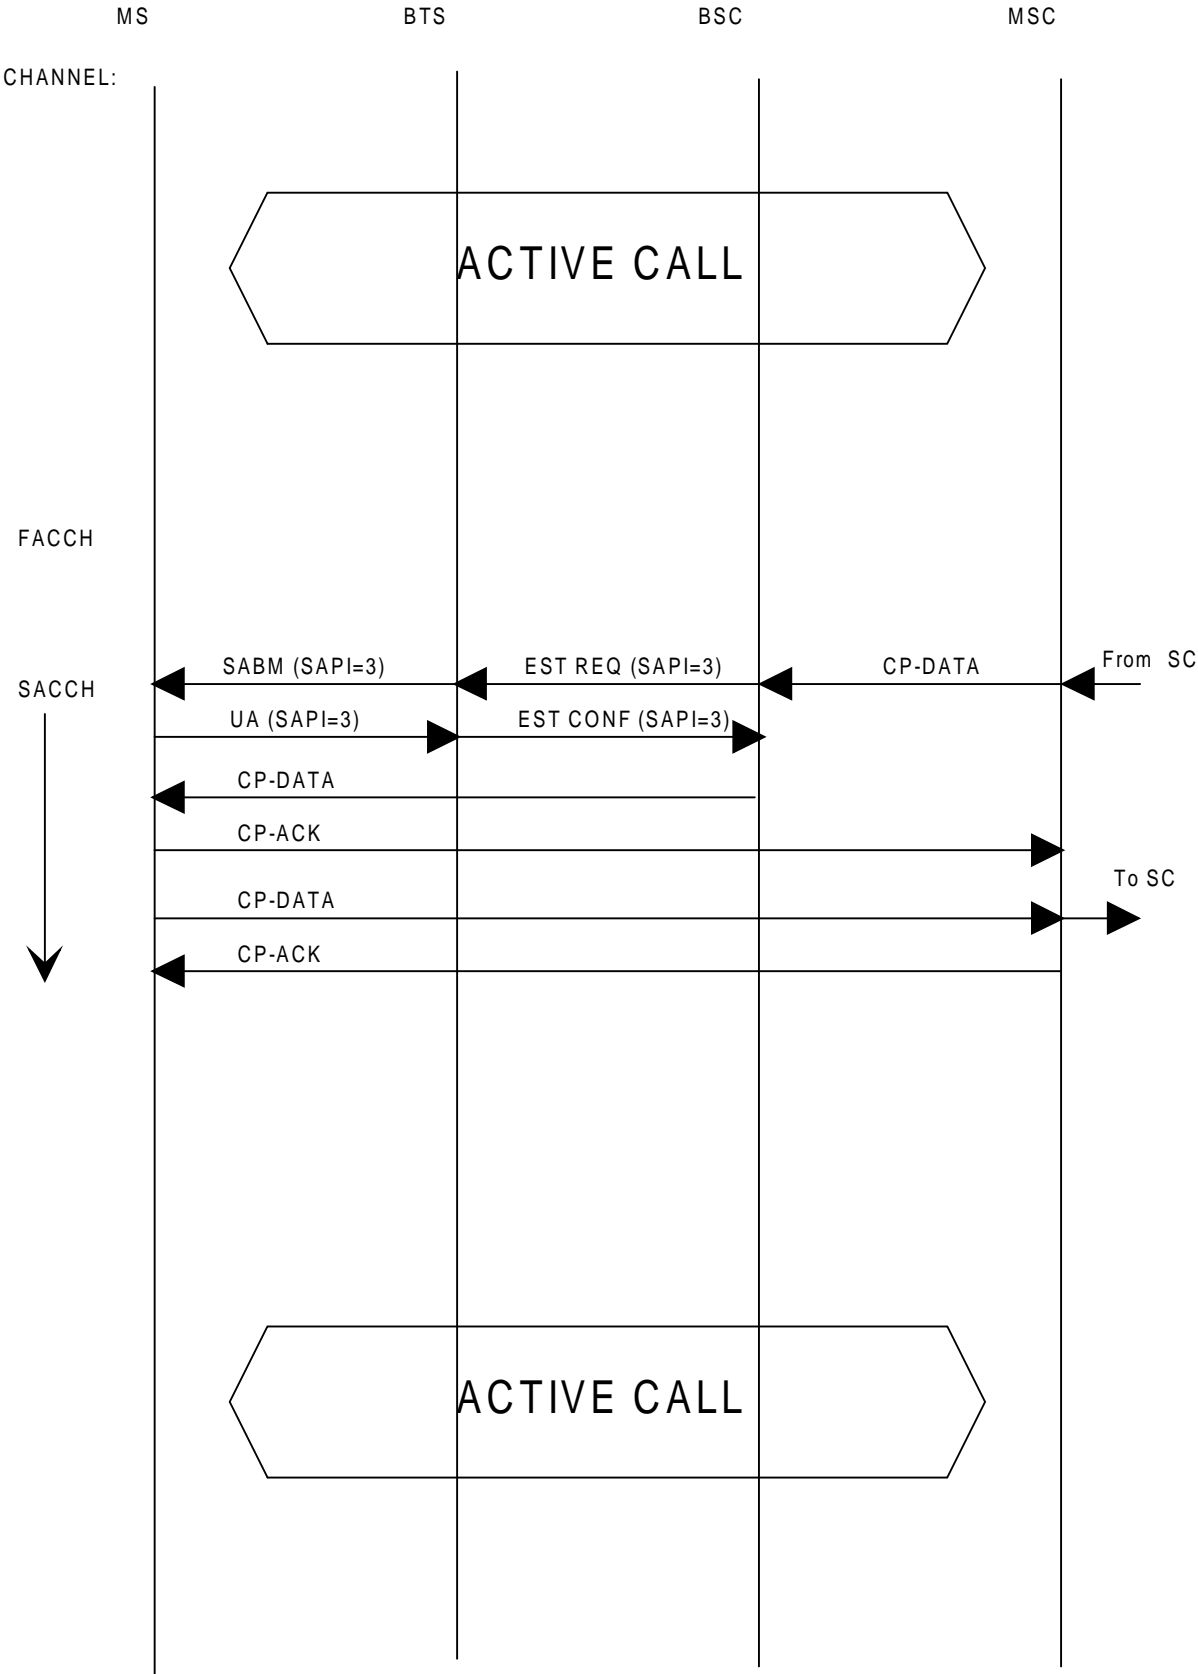 MS BTS BSC MSC
CHANNEL:
ACTIVE CALL
FACCH
SACCH
SABM (SAPI=3) EST REQ (SAPI=3) CP-DATA From SC
UA (SAPI=3) EST CONF (SAPI=3)
CP-DATA
CP-ACK
To SC
CP-DATA
CP-ACK
ACTIVE CALL